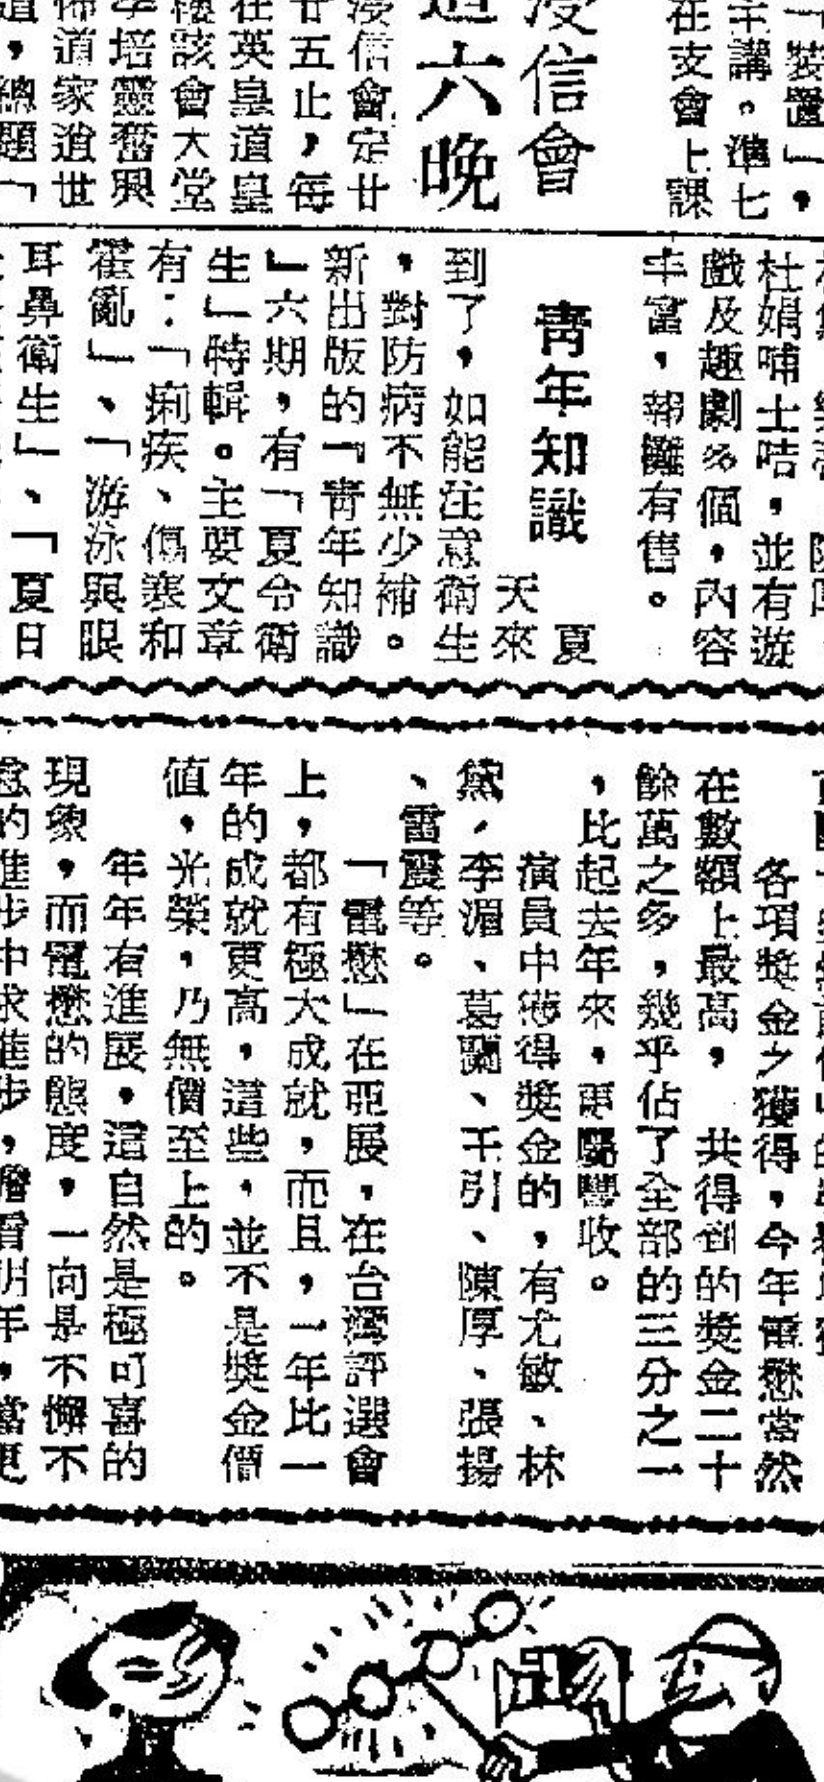 一裝置」，
主講。準七
在支會上課
浸信會
六晚
浸信會定廿
廿五止，每
在英皇道皇
該會大堂
培靈奮興
道家逍世
，總題「
杜娟哺士咭，並有遊
戲及趣劇多個，內容
丰富，報攤有售。
青年知識
夏
天來
到了，如能注意衛生
，對防病不無少補。
新出版的「青年知識
」六期，有「夏令衛
生」特輯。主要文章
有：「痢疾、傷寒和
霍亂」、「游泳與眼
耳鼻衛生」、「夏日
各項獎金之獲得，今年電懋當然
在數額上最高，共得到的獎金二十
餘萬之多，幾乎佔了全部的三分之一
，比起去年來，更屬豐收。
演員中獲得獎金的，有尤敏、林
黛、李湄、葛蘭、王引、陳厚、張揚
、雷震等。
「電懋」在亞展，在台灣評選會
上，都有極大成就，而且，一年比一
年的成就更高，這些，並不是獎金價
值，光榮，乃無價至上的。
年年有進展，這自然是極可喜的
現象，而電懋的態度，一向是不懈不
的進步中求進步，瞻看明年，當更